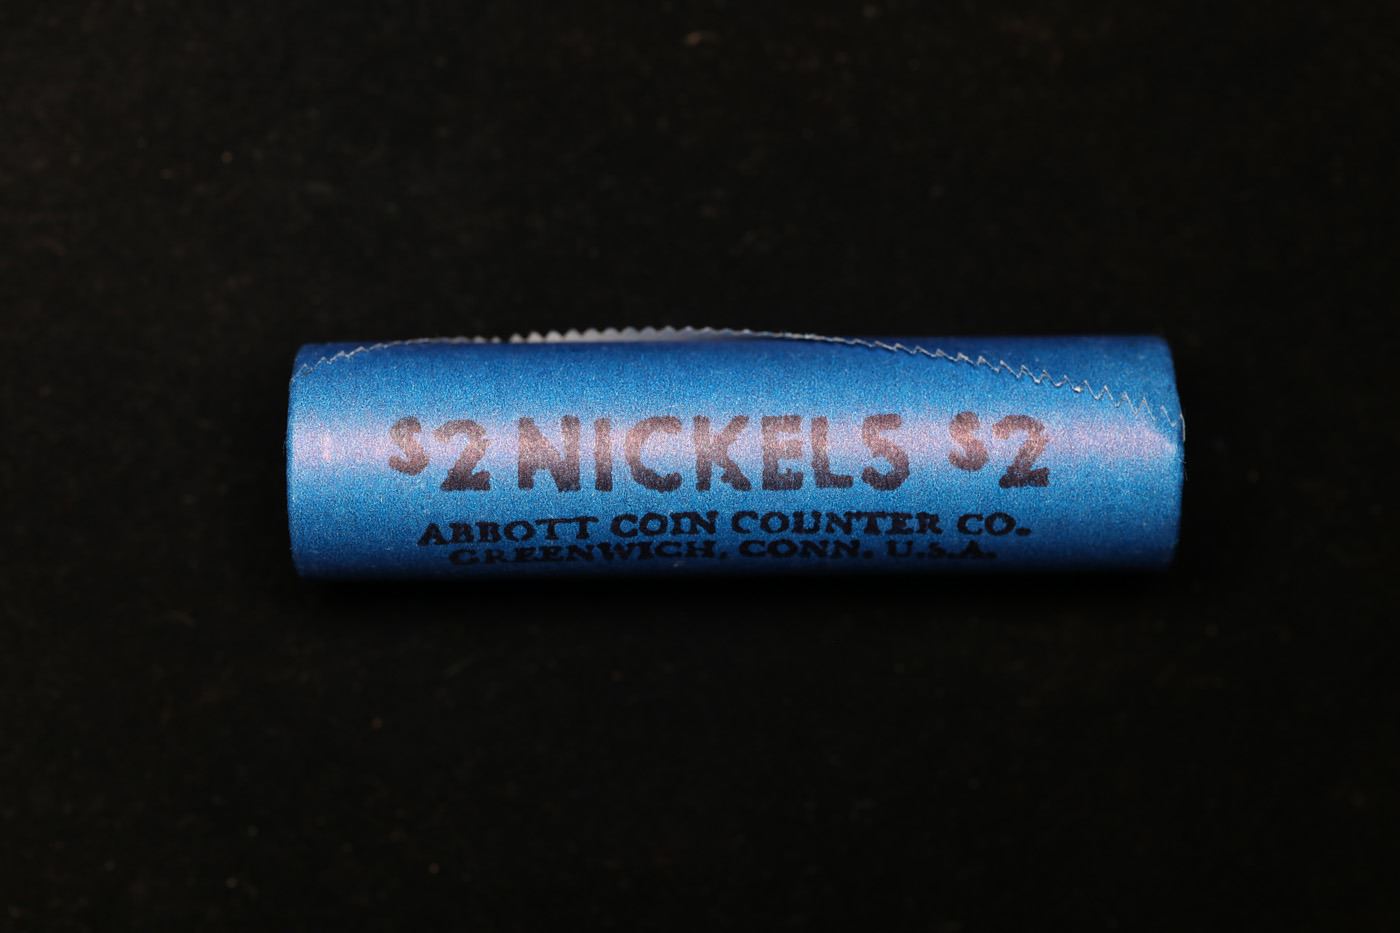 $2 NICKELS $2
ABBOTT COIN COUNTER CO.
GREENWICH, CONN. U.S.A.